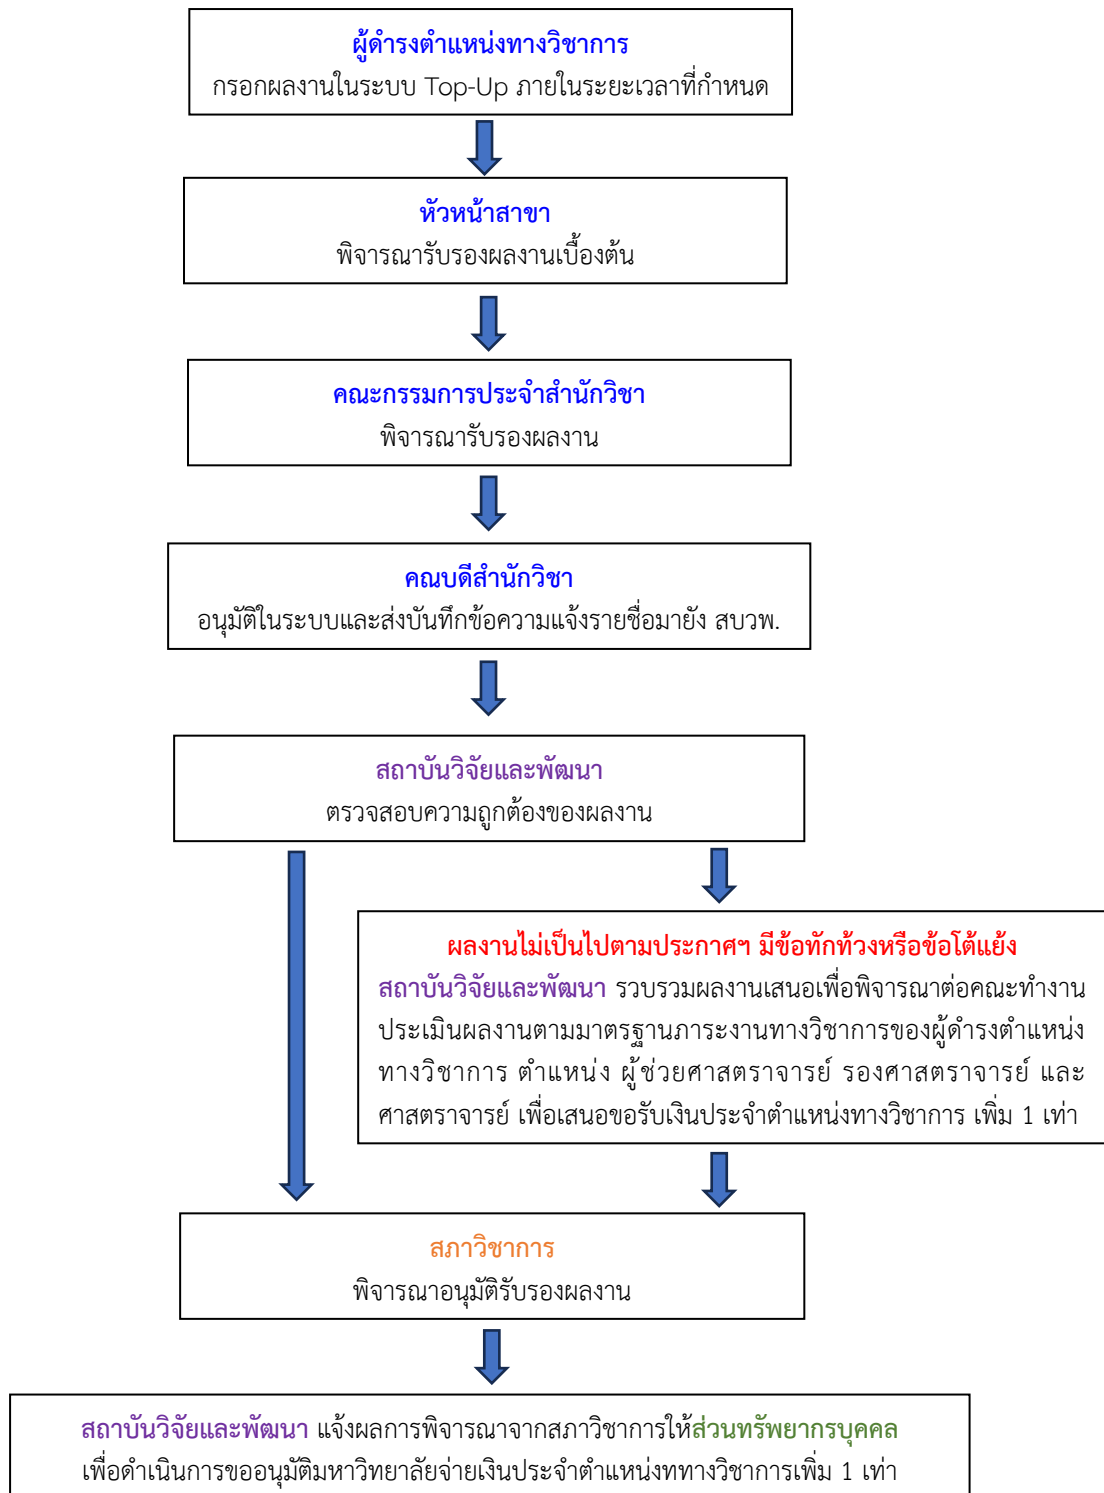 ผู้ดำรงตำแหน่งทางวิชาการ
กรอกผลงานในระบบ Top-Up ภายในระยะเวลาที่กำหนด
หัวหน้าสาขา
พิจารณารับรองผลงานเบื้องต้น
คณะกรรมการประจำสำนักวิชา
พิจารณารับรองผลงาน
คณบดีสำนักวิชา
อนุมัติในระบบและส่งบันทึกข้อความแจ้งรายชื่อมายัง สบวพ.
สถาบันวิจัยและพัฒนา
ตรวจสอบความถูกต้องของผลงาน
ผลงานไม่เป็นไปตามประกาศฯ มีข้อทักท้วงหรือข้อโต้แย้ง
สถาบันวิจัยและพัฒนา รวบรวมผลงานเสนอเพื่อพิจารณาต่อคณะทำงาน
ประเมินผลงานตามมาตรฐานภาระงานทางวิชาการของผู้ดำรงตำแหน่ง
ทางวิชาการ ตำแหน่ง ผู้ช่วยศาสตราจารย์ รองศาสตราจารย์ และ
ศาสตราจารย์ เพื่อเสนอขอรับเงินประจำตำแหน่งทางวิชาการ เพิ่ม 1 เท่า
สภาวิชาการ
พิจารณาอนุมัติรับรองผลงาน
สถาบันวิจัยและพัฒนา แจ้งผลการพิจารณาจากสภาวิชาการให้ส่วนทรัพยากรบุคคล
เพื่อดำเนินการขออนุมัติมหาวิทยาลัยจ่ายเงินประจำตำแหน่งททางวิชาการเพิ่ม 1 เท่า